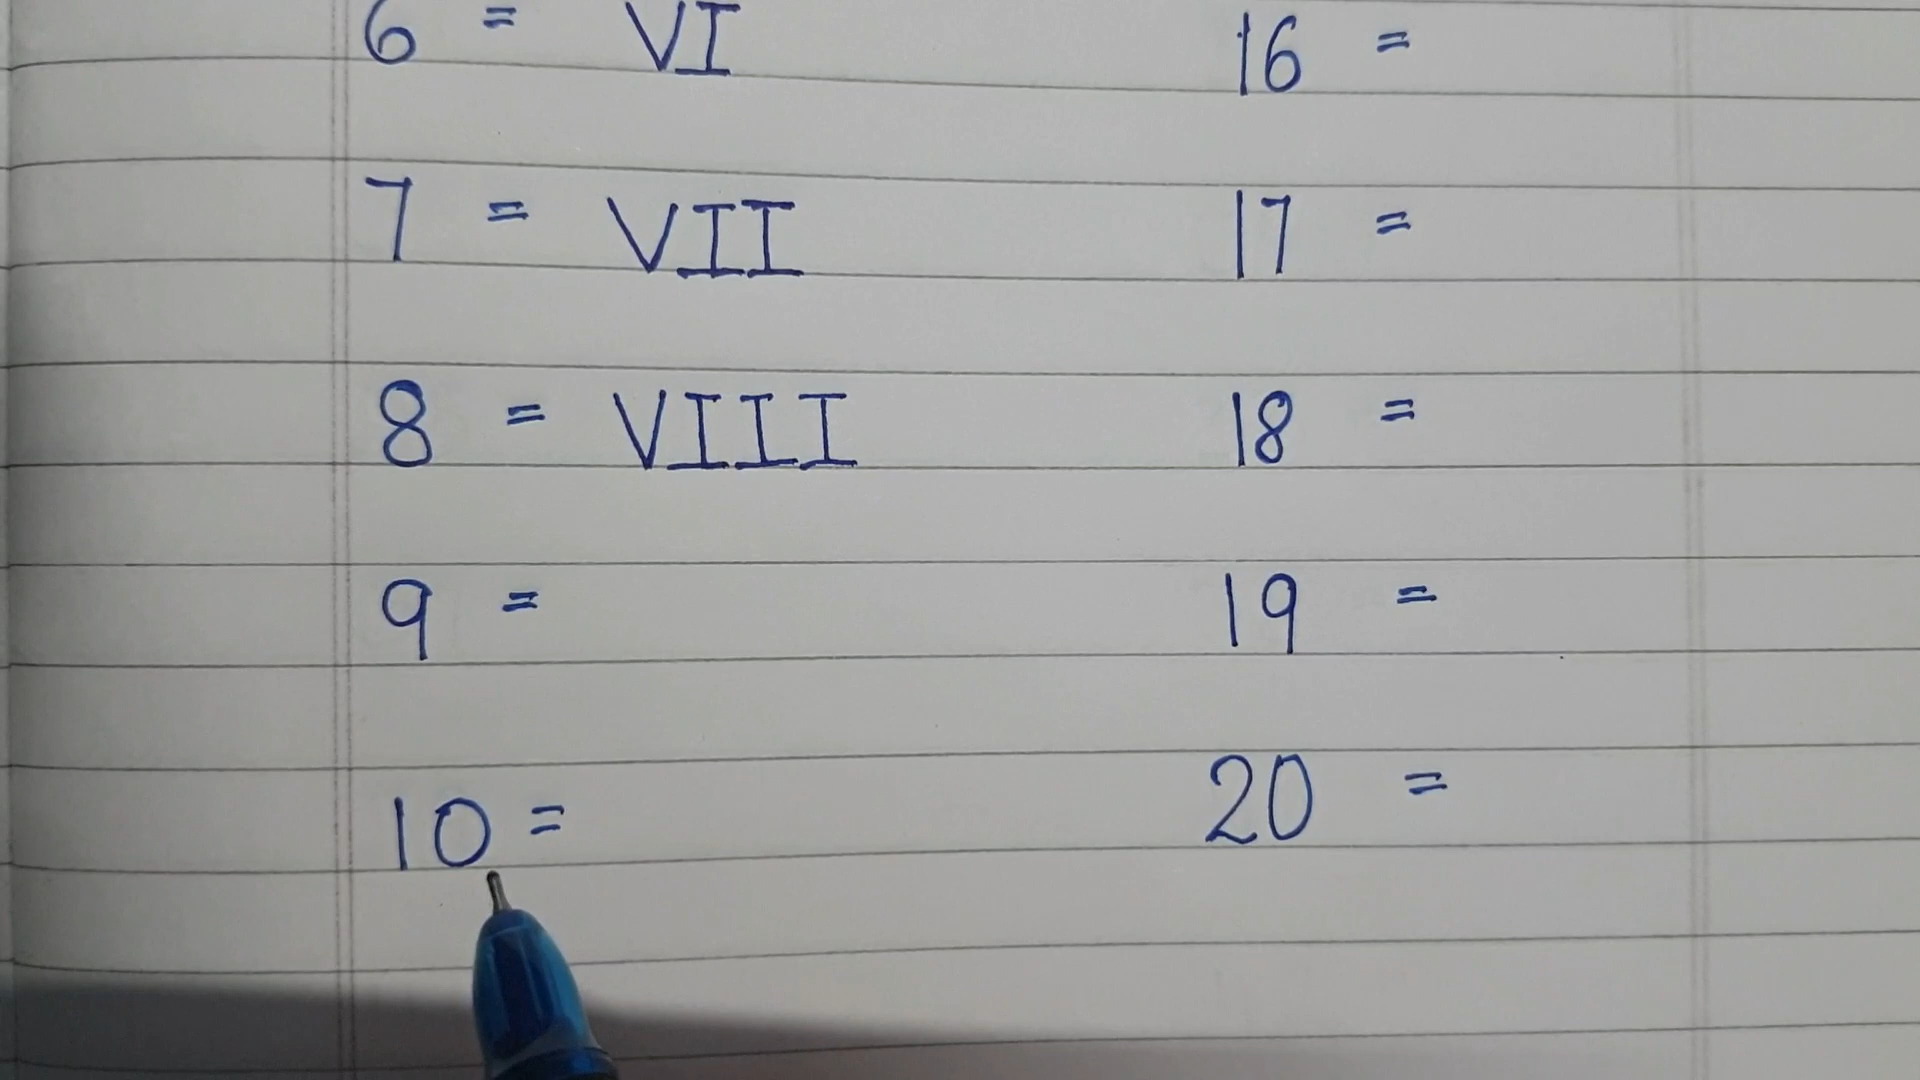 6 = VI 16 =
7 = VII 17 =
8 = VIII 18 =
9 = 19 =
10 = 20 =